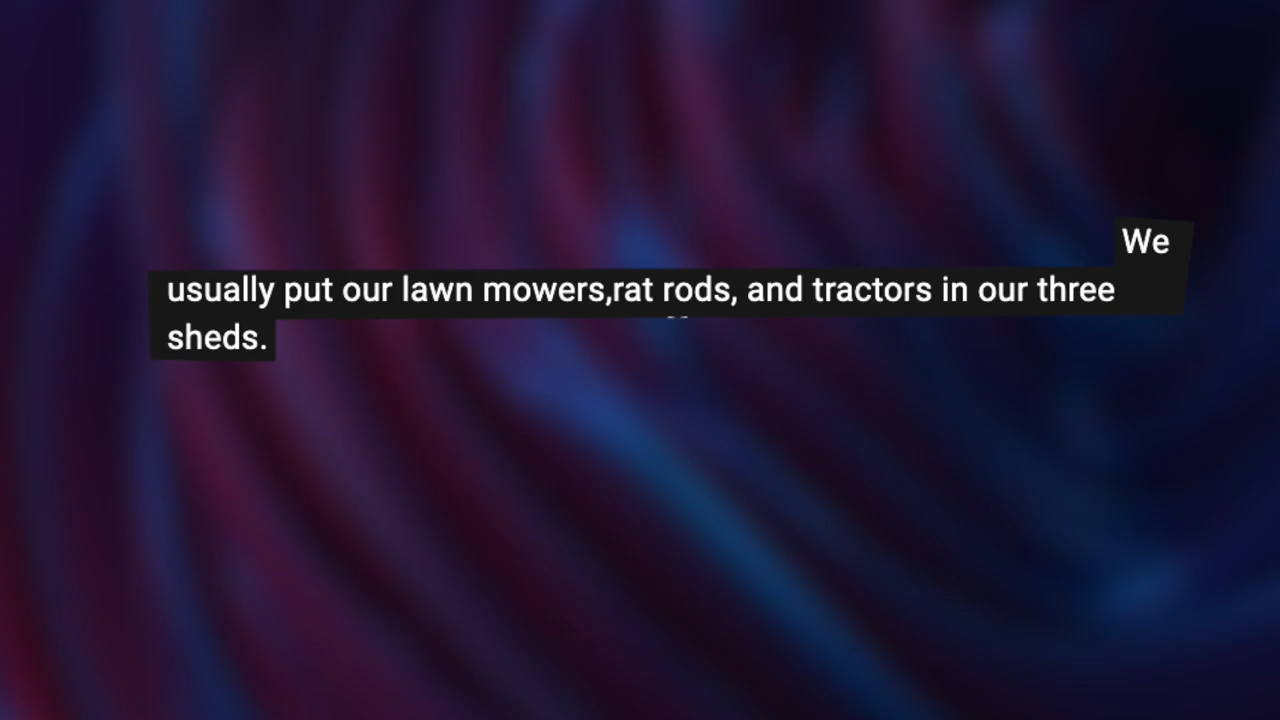 We
usually put our lawn mowers,rat rods, and tractors in our three
sheds.